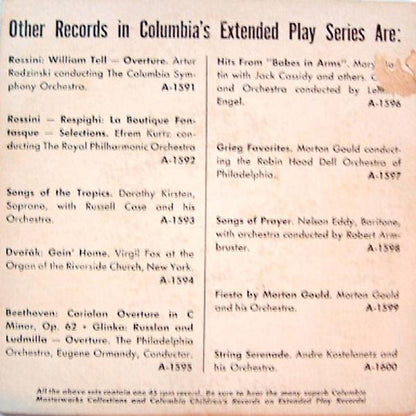 Other Records in Columbia's Extended Play Series Are:
Rossini: William Tell — Overture. Artur
Rodzinski conducting The Columbia Sym-
phony Orchestra. A-1591
Rossini — Respighi: La Boutique Fan-
tasque — Selections. Efrem Kurtz con-
ducting The Royal Philharmonic Orchestra
A-1592
Songs of the Tropics. Dorothy Kirsten,
Soprano, with Russell Case and his
Orchestra. A-1593
Dvořák: Goin' Home. Virgil Fox at the
Organ of the Riverside Church, New York.
A-1594
Beethoven: Coriolan Overture in C
Minor, Op. 62 • Glinka: Russlan and
Ludmilla — Overture. The Philadelphia
Orchestra, Eugene Ormandy, Conductor.
A-1595
Hits From "Babes in Arms". Mary
tin with Jack Cassidy and others.
and Orchestra conducted by
Engel. A-1596
Grieg Favorites. Morton Gould conduct-
ing the Robin Hood Dell Orchestra of
Philadelphia. A-1597
Songs of Prayer. Nelson Eddy, Baritone,
with orchestra conducted by Robert Arm-
bruster. A-1598
Fiesta by Morton Gould. Morton Gould
and his Orchestra. A-1599
String Serenade. Andre Kostelanetz and
his Orchestra. A-1600
All the above sets contain one 45 rpm record. Be sure to hear the many superb Columbia
Masterworks Collections and Columbia Children's Records on Extended Play Records!